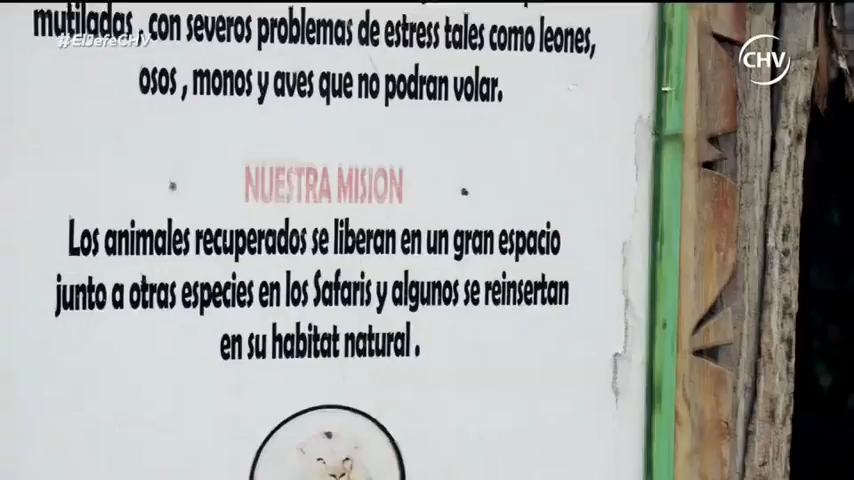 mutiladas , con severos problemas de estress tales como leones,
#ElJefeCHV
osos , monos y aves que no podran volar.
CHV
NUESTRA MISION
Los animales recuperados se liberan en un gran espacio
junto a otras especies en los Safaris y algunos se reinsertan
en su habitat natural .